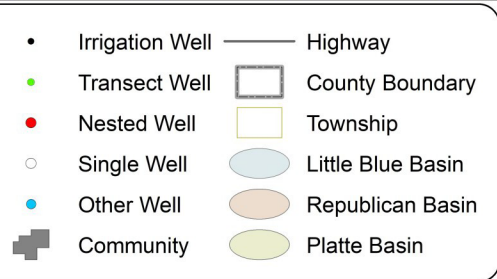 Irrigation Well Highway
Transect Well County Boundary
Nested Well Township
Single Well Little Blue Basin
Other Well Republican Basin
Community Platte Basin